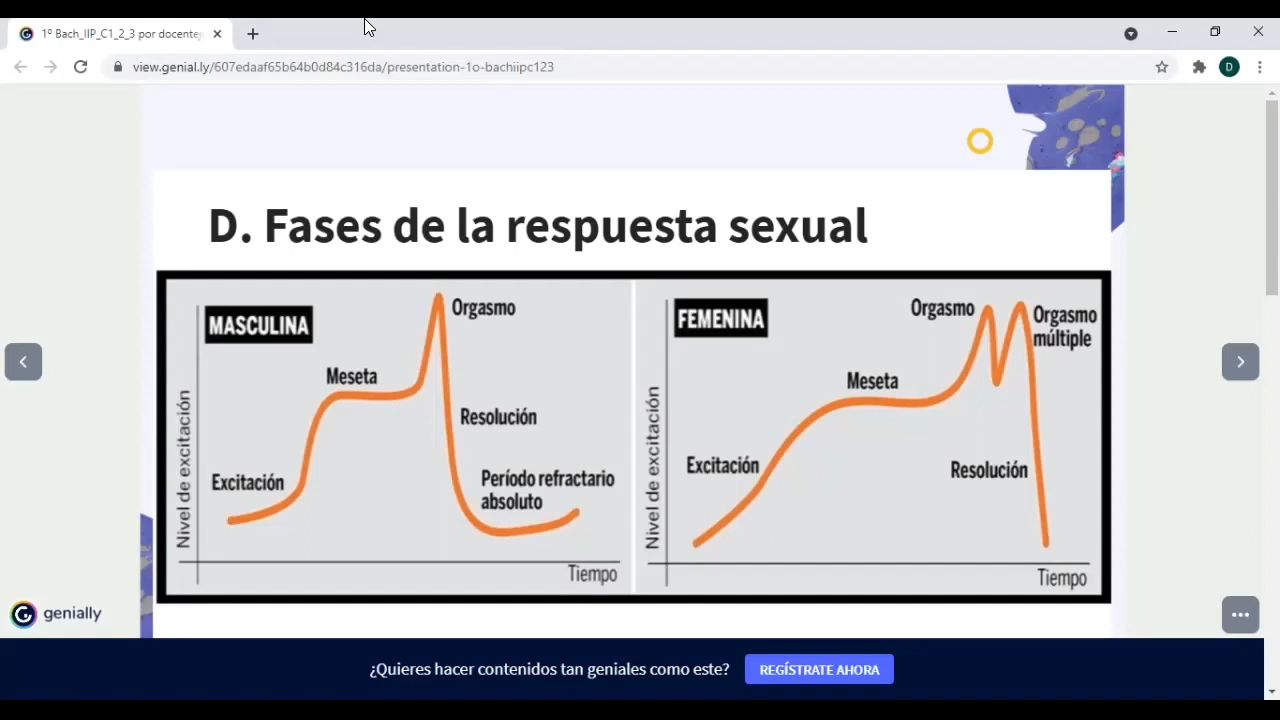 1º Bach_IIP_C1_2_3 por docente
view.genial.ly/607edaaf65b64b0d84c316da/presentation-1o-bachiipc123
D
D. Fases de la respuesta sexual
MASCULINA
Orgasmo
Meseta
Resolución
Excitación
Período refractario
absoluto
Nivel de excitación
Tiempo
FEMENINA
Orgasmo
Orgasmo
múltiple
Meseta
Excitación
Resolución
Nivel de excitación
Tiempo
genially
¿Quieres hacer contenidos tan geniales como este?
REGÍSTRATE AHORA